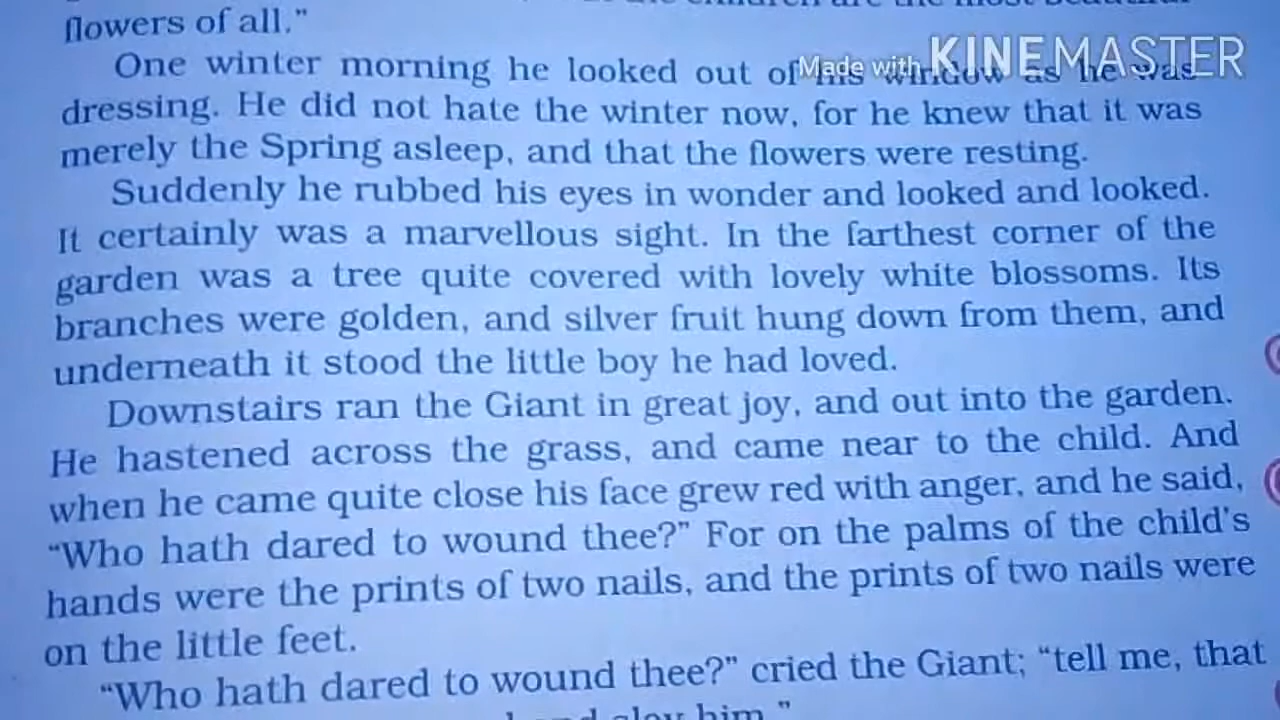 the children are the most beautiful
flowers of all."
One winter morning he looked out of his window as he was
Made with KINEMASTER
dressing. He did not hate the winter now, for he knew that it was
merely the Spring asleep, and that the flowers were resting.
Suddenly he rubbed his eyes in wonder and looked and looked.
It certainly was a marvellous sight. In the farthest corner of the
garden was a tree quite covered with lovely white blossoms. Its
branches were golden, and silver fruit hung down from them, and
underneath it stood the little boy he had loved.
Downstairs ran the Giant in great joy, and out into the garden.
He hastened across the grass, and came near to the child. And
when he came quite close his face grew red with anger, and he said,
“Who hath dared to wound thee?” For on the palms of the child's
hands were the prints of two nails, and the prints of two nails were
on the little feet.
“Who hath dared to wound thee?” cried the Giant; “tell me, that
and slay him.”